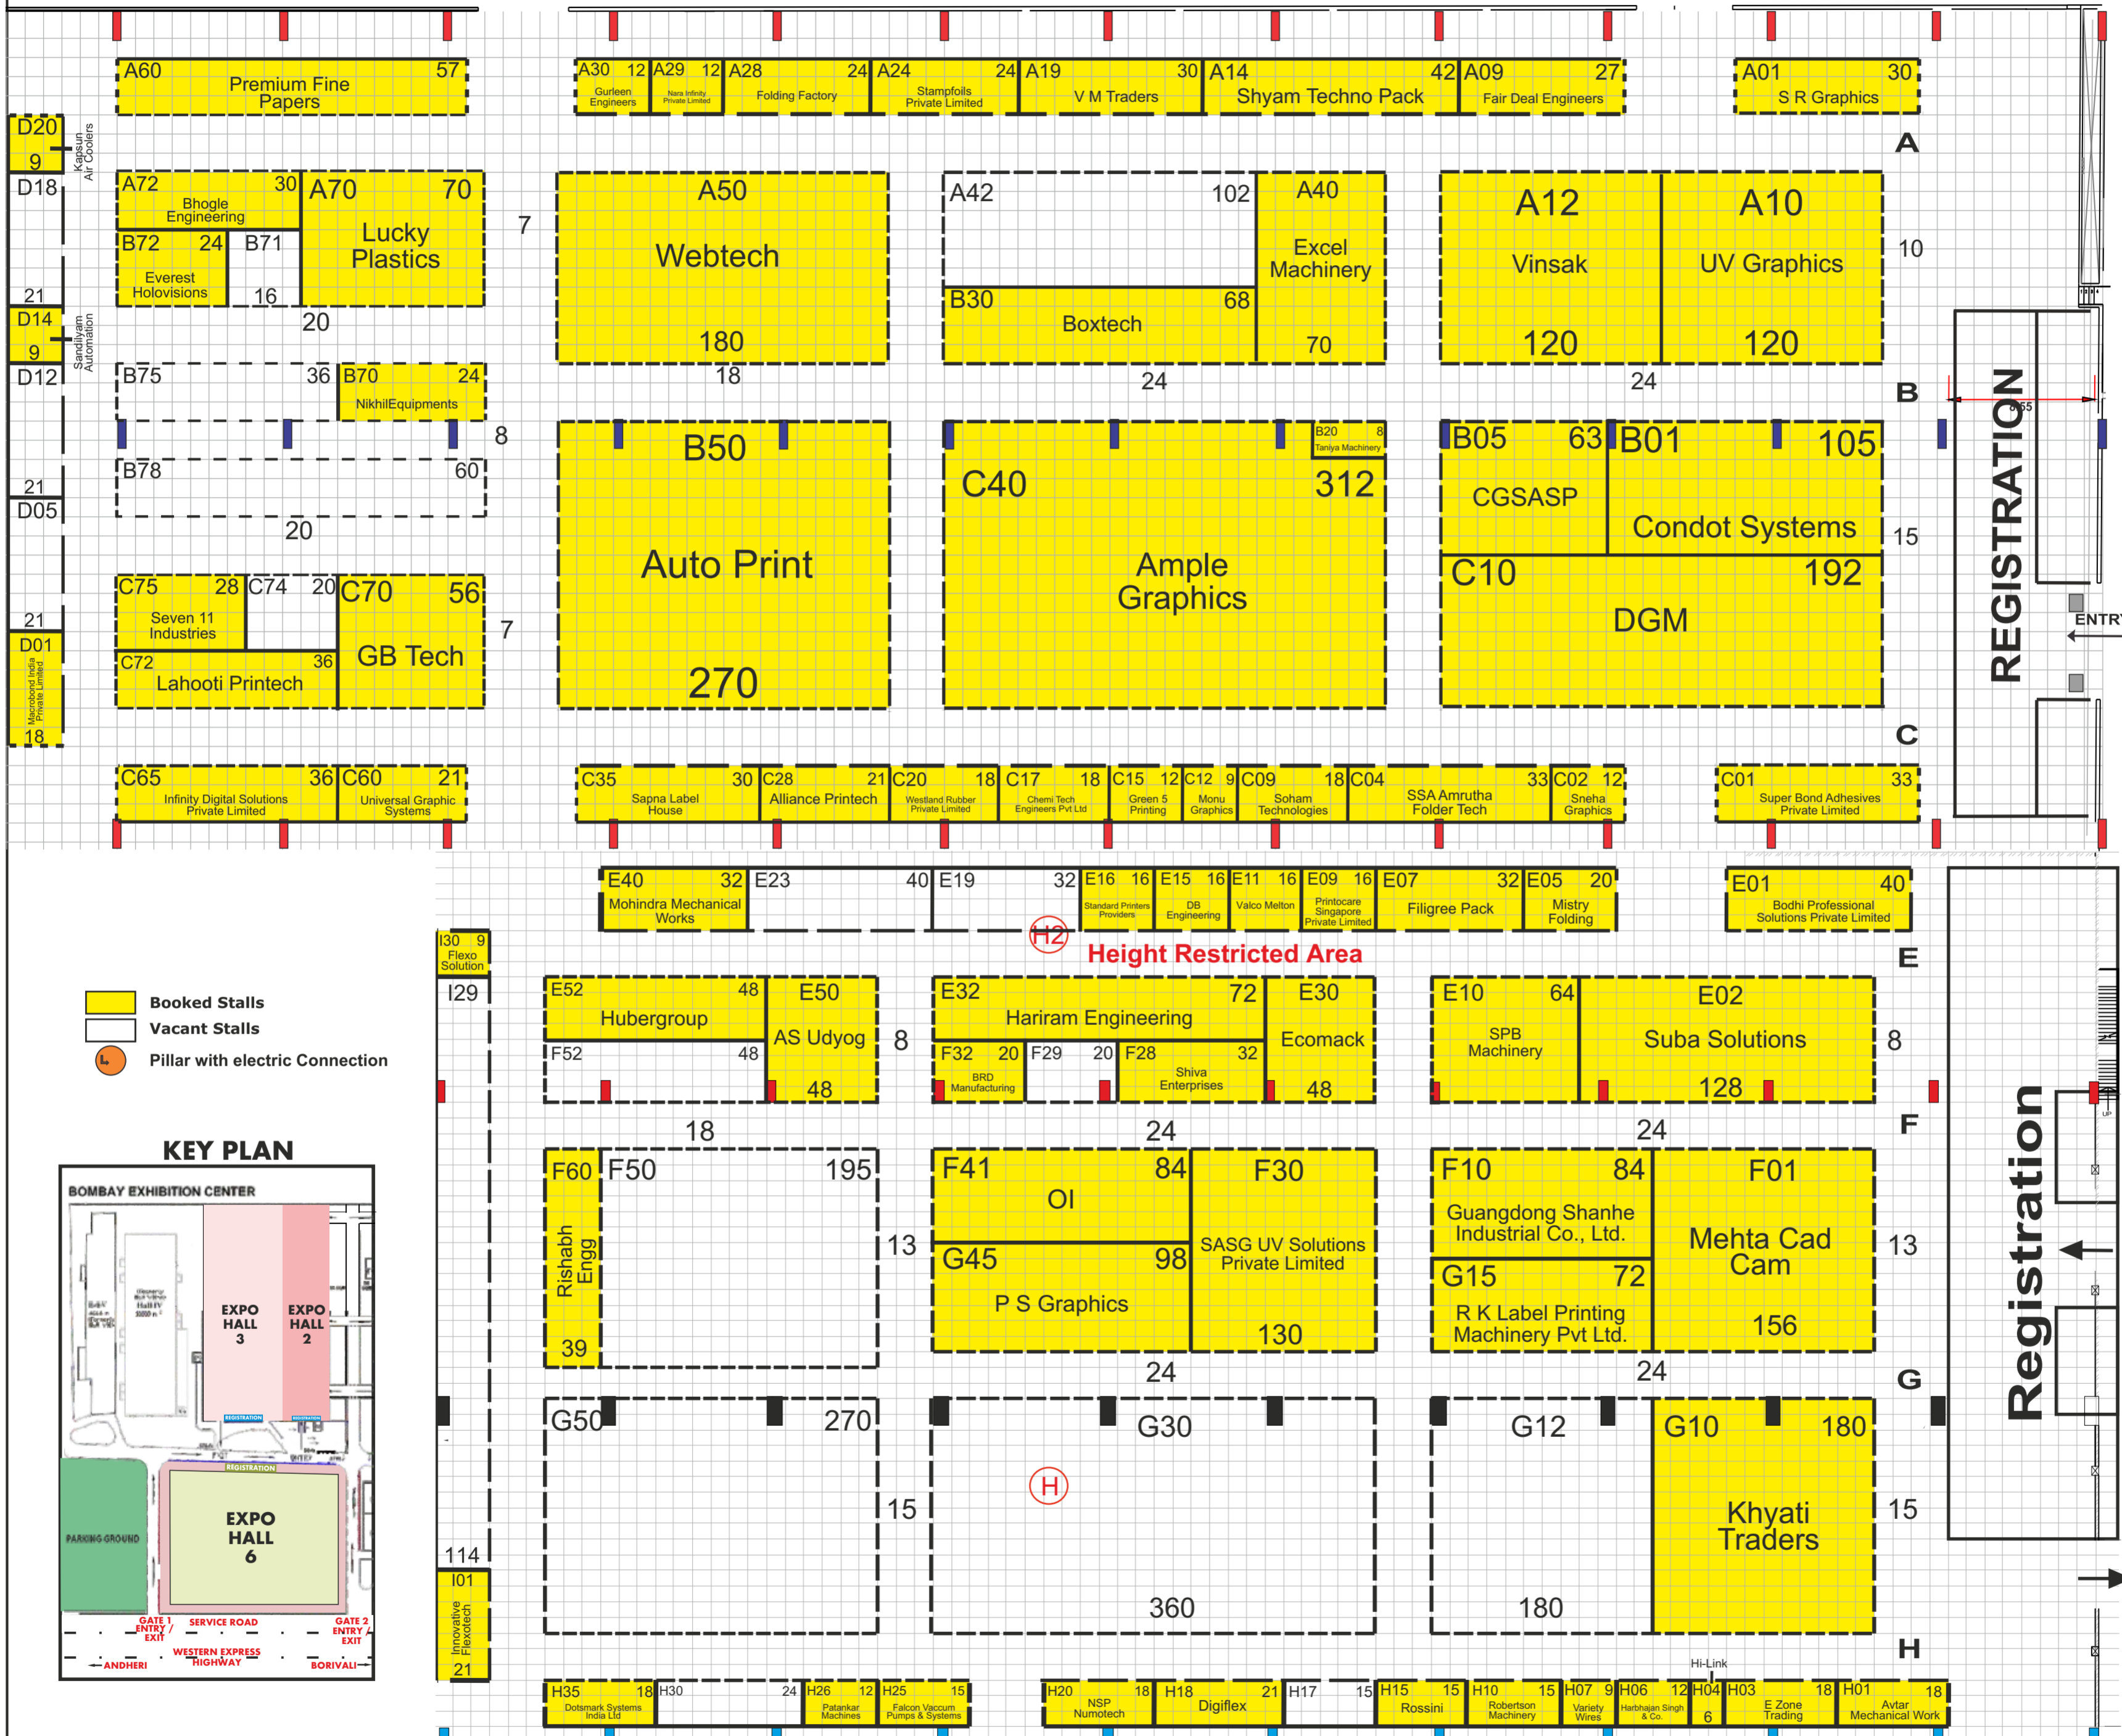 A60 57
Premium Fine
Papers
A30 12
Gurleen
Engineers
A29 12
Nara Infinity
Private Limited
A28 24
Folding Factory
A24 24
Stampfoils
Private Limited
A19 30
V M Traders
A14 42
Shyam Techno Pack
A09 27
Fair Deal Engineers
A01 30
S R Graphics
A
D20
9
Kapsun
Air Coolers
D18
21
D14
9
Sandilyam
Automation
D12
21
D05
21
D01
Macrobond India
Private Limited
18
A72 30
Bhogle
Engineering
A70 70
Lucky
Plastics
B72 24
Everest
Holovisions
B71
16
20
7
A50
Webtech
180
18
A42 102
A40
Excel
Machinery
70
B30 68
Boxtech
24
A12
Vinsak
120
A10
UV Graphics
120
10
24
B
B75 36
B70 24
NikhilEquipments
8
B78 60
20
B50
Auto Print
270
B20 8
Taniya Machinery
C40 312
Ample
Graphics
B05 63
CGSASP
B01 105
Condot Systems
15
C10 192
DGM
REGISTRATION
ENTRY
C75 28
Seven 11
Industries
C74 20
C70 56
GB Tech
7
C72 36
Lahooti Printech
C
C65 36
Infinity Digital Solutions
Private Limited
C60 21
Universal Graphic
Systems
C35 30
Sapna Label
House
C28 21
Alliance Printech
C20 18
Westland Rubber
Private Limited
C17 18
Chemi Tech
Engineers Pvt Ltd
C15 12
Green 5
Printing
C12 9
Monu
Graphics
C09 18
Soham
Technologies
C04 33
SSA Amrutha
Folder Tech
C02 12
Sneha
Graphics
C01 33
Super Bond Adhesives
Private Limited
E40 32
Mohindra Mechanical
Works
E23 40
E19 32
E16 16
Standard Printers
Providers
E15 16
DB
Engineering
E11 16
Valco Melton
E09 16
Printocare
Singapore
Private Limited
E07 32
Filigree Pack
E05 20
Mistry
Folding
E01 40
Bodhi Professional
Solutions Private Limited
H2
Height Restricted Area
E
I30 9
Flexo
Solution
I29
114
I01
Innovative
Flexotech
21
E52 48
Hubergroup
E50
AS Udyog
48
F52 48
8
E32 72
Hariram Engineering
E30
Ecomack
48
F32 20
BRD
Manufacturing
F29 20
F28 32
Shiva
Enterprises
E10 64
SPB
Machinery
E02
Suba Solutions
128
8
18
24
24
F
UP
F60
Rishabh
Engg
39
F50 195
13
F41 84
OI
G45 98
P S Graphics
F30
SASG UV Solutions
Private Limited
130
F10 84
Guangdong Shanhe
Industrial Co., Ltd.
G15 72
R K Label Printing
Machinery Pvt Ltd.
F01
Mehta Cad
Cam
156
13
24
24
G
Registration
G50 270
15
G30
H
360
G12
180
G10 180
Khyati
Traders
15
H
Hi-Link
H35 18
Dotsmark Systems
India Ltd
H30 24
H26 12
Patankar
Machines
H25 15
Falcon Vaccum
Pumps & Systems
H20 18
NSP
Numotech
H18 21
Digiflex
H17 15
H15 15
Rossini
H10 15
Robertson
Machinery
H07 9
Variety
Wires
H06 12
Harbhajan Singh
& Co.
H04
6
H03 18
E Zone
Trading
H01 18
Avtar
Mechanical Work
Booked Stalls
Vacant Stalls
Pillar with electric Connection
KEY PLAN
BOMBAY EXHIBITION CENTER
EXPO
HALL
3
EXPO
HALL
2
REGISTRATION
REGISTRATION
REGISTRATION
PARKING GROUND
EXPO
HALL
6
GATE 1
ENTRY /
EXIT
SERVICE ROAD
GATE 2
ENTRY /
EXIT
WESTERN EXPRESS
HIGHWAY
ANDHERI
BORIVALI